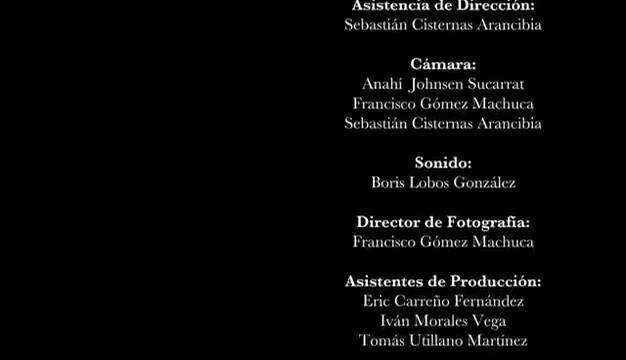 Asistencia de Dirección:
Sebastián Cisternas Arancibia
Cámara:
Anahí Johnsen Sucarrat
Francisco Gómez Machuca
Sebastián Cisternas Arancibia
Sonido:
Boris Lobos González
Director de Fotografía:
Francisco Gómez Machuca
Asistentes de Producción:
Eric Carreño Fernández
Iván Morales Vega
Tomás Utillano Martínez